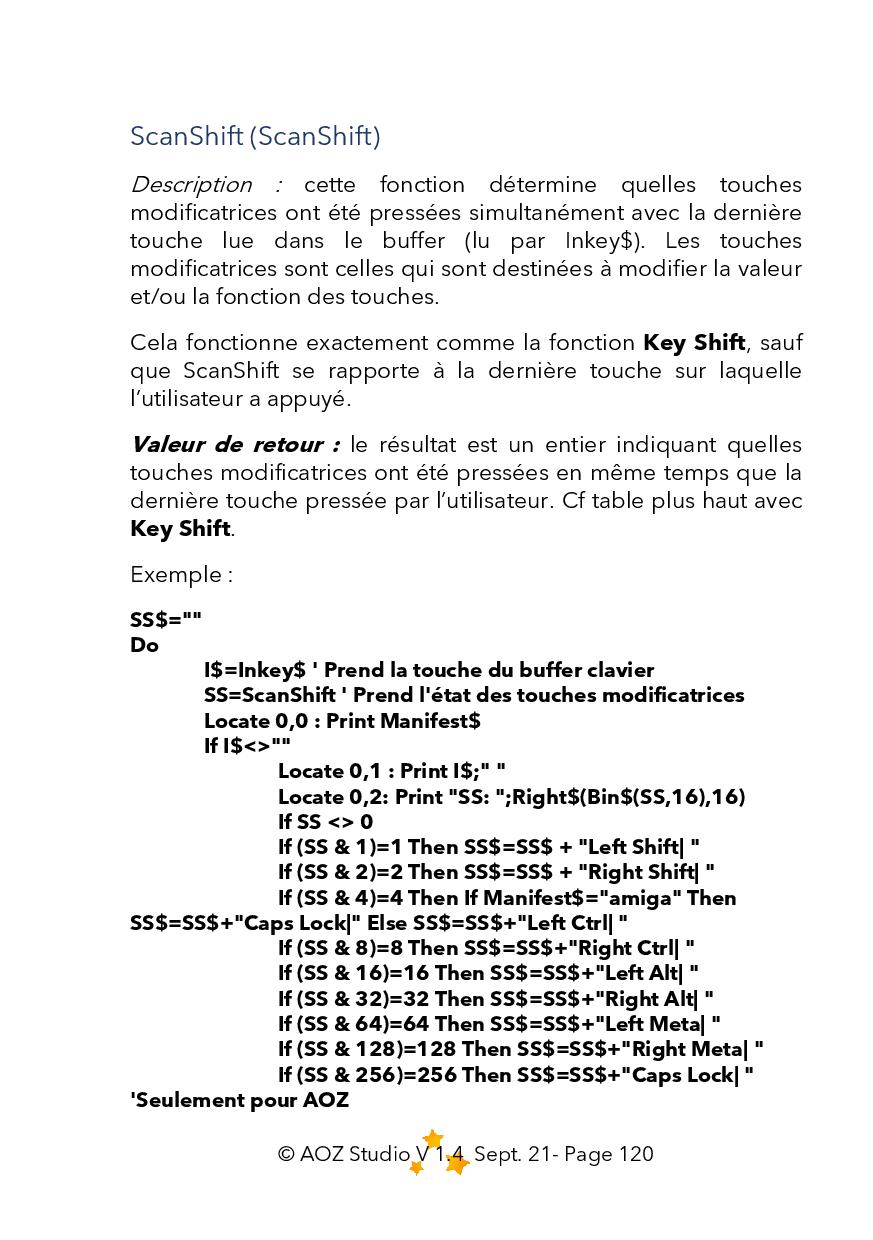 ScanShift (ScanShift)
Description : cette fonction détermine quelles touches
modificatrices ont été pressées simultanément avec la dernière
touche lue dans le buffer (lu par Inkey$). Les touches
modificatrices sont celles qui sont destinées à modifier la valeur
et/ou la fonction des touches.
Cela fonctionne exactement comme la fonction Key Shift, sauf
que ScanShift se rapporte à la dernière touche sur laquelle
l’utilisateur a appuyé.
Valeur de retour : le résultat est un entier indiquant quelles
touches modificatrices ont été pressées en même temps que la
dernière touche pressée par l’utilisateur. Cf table plus haut avec
Key Shift.
Exemple :
SS$=""
Do
I$=Inkey$ ' Prend la touche du buffer clavier
SS=ScanShift ' Prend l'état des touches modificatrices
Locate 0,0 : Print Manifest$
If I$<>""
Locate 0,1 : Print I$;" "
Locate 0,2: Print "SS: ";Right$(Bin$(SS,16),16)
If SS <> 0
If (SS & 1)=1 Then SS$=SS$ + "Left Shift| "
If (SS & 2)=2 Then SS$=SS$ + "Right Shift| "
If (SS & 4)=4 Then If Manifest$="amiga" Then
SS$=SS$+"Caps Lock|" Else SS$=SS$+"Left Ctrl| "
If (SS & 8)=8 Then SS$=SS$+"Right Ctrl| "
If (SS & 16)=16 Then SS$=SS$+"Left Alt| "
If (SS & 32)=32 Then SS$=SS$+"Right Alt| "
If (SS & 64)=64 Then SS$=SS$+"Left Meta| "
If (SS & 128)=128 Then SS$=SS$+"Right Meta| "
If (SS & 256)=256 Then SS$=SS$+"Caps Lock| "
'Seulement pour AOZ
© AOZ Studio V 1.4 Sept. 21- Page 120